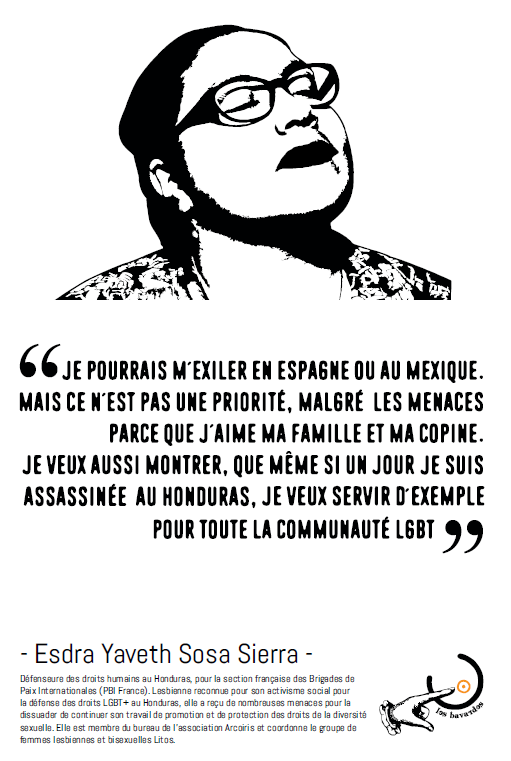 “ JE POURRAIS M'EXILER EN ESPAGNE OU AU MEXIQUE.
MAIS CE N'EST PAS UNE PRIORITÉ, MALGRÉ LES MENACES
PARCE QUE J'AIME MA FAMILLE ET MA COPINE.
JE VEUX AUSSI MONTRER, QUE MÊME SI UN JOUR JE SUIS
ASSASSINÉE AU HONDURAS, JE VEUX SERVIR D'EXEMPLE
POUR TOUTE LA COMMUNAUTÉ LGBT ”
- Esdra Yaveth Sosa Sierra -
Défenseure des droits humains au Honduras, pour la section française des Brigades de
Paix Internationales (PBI France). Lesbienne reconnue pour son activisme social pour
la défense des droits LGBT+ au Honduras, elle a reçu de nombreuses menaces pour la
dissuader de continuer son travail de promotion et de protection des droits de la diversité
sexuelle. Elle est membre du bureau de l'association Arcoiris et coordonne le groupe de
femmes lesbiennes et bisexuelles Litos.
los bavardos